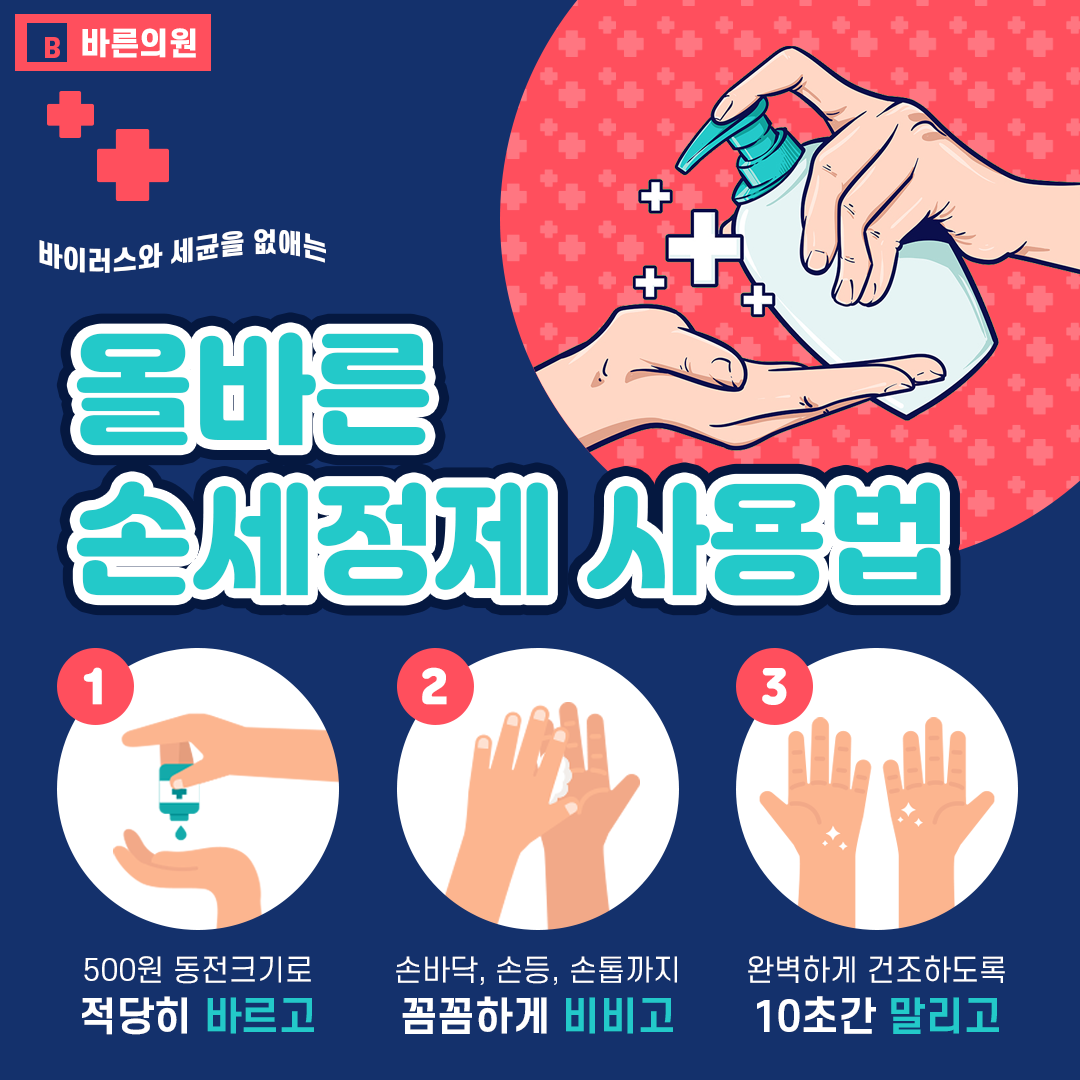 B 바른의원
바이러스와 세균을 없애는
올바른
손세정제 사용법
1
2
3
500원 동전크기로
적당히 바르고
손바닥, 손등, 손톱까지
꼼꼼하게 비비고
완벽하게 건조하도록
10초간 말리고